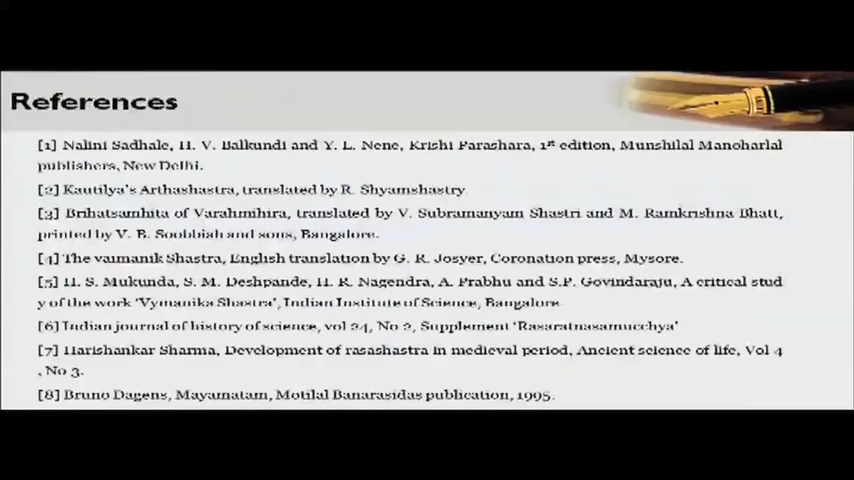 References
[1] Nalini Sadhale, H. V. Balkundi and Y. L. Nene, Krishi Parashara, 1st edition, Munshilal Manoharlal
publishers, New Delhi.
[2] Kautilya's Arthashastra, translated by R. Shyamshastry.
[3] Brihatsamhita of Varahmihira, translated by V. Subramanyam Shastri and M. Ramkrishna Bhatt,
printed by V. B. Soobbiah and sons, Bangalore.
[4] The vaimanik Shastra, English translation by G. R. Josyer, Coronation press, Mysore.
[5] H. S. Mukunda, S. M. Deshpande, H. R. Nagendra, A. Prabhu and S.P. Govindaraju, A critical stud
y of the work 'Vymanika Shastra', Indian Institute of Science, Bangalore
[6] Indian journal of history of science, vol 24, No 2, Supplement 'Rasaratnasamucchya'
[7] Harishankar Sharma, Development of rasashastra in medieval period, Ancient science of life, Vol 4
, No 3.
[8] Bruno Dagens, Mayamatam, Motilal Banarasidas publication, 1995.